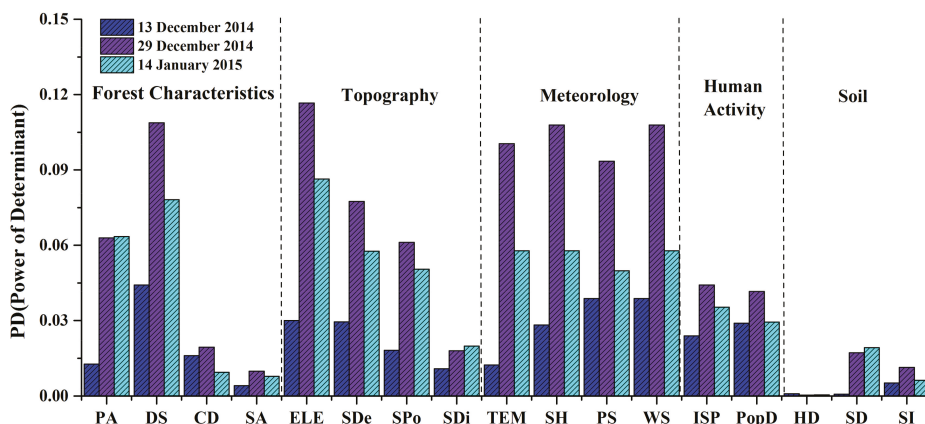 PD(Power of Determinant)
0.15
0.12
0.09
0.06
0.03
0.00
13 December 2014
29 December 2014
14 January 2015
Forest Characteristics
Topography
Meteorology
Human
Activity
Soil
PA DS CD SA ELE SDe SPo SDi TEM SH PS WS ISP PopD HD SD SI